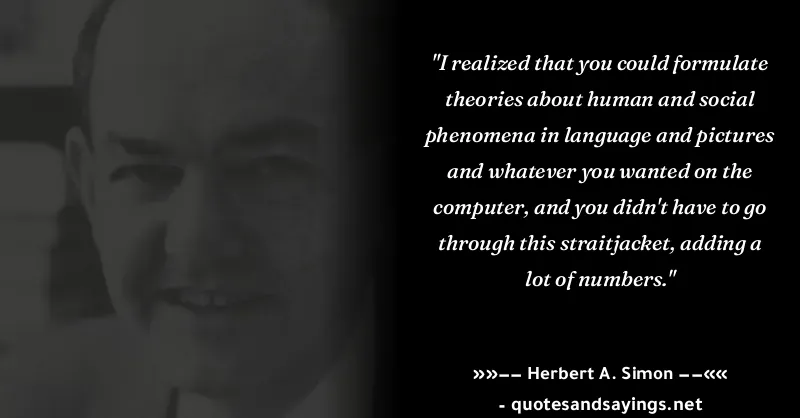 "I realized that you could formulate
theories about human and social
phenomena in language and pictures
and whatever you wanted on the
computer, and you didn't have to go
through this straitjacket, adding a
lot of numbers."
»»−− Herbert A. Simon −−««
- quotesandsayings.net